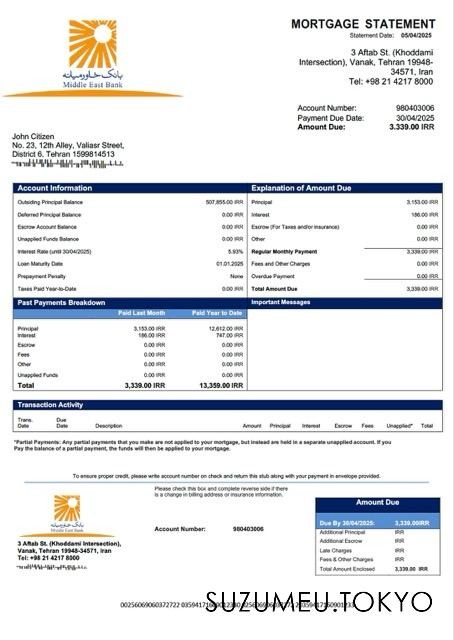 MORTGAGE STATEMENT
Statement Date: 05/04/2025
بانک خاورمیانه
Middle East Bank
3 Aftab St. (Khoddami
Intersection), Vanak, Tehran 19948-
34571, Iran
Tel: +98 21 4217 8000
Account Number: 980403006
Payment Due Date: 30/04/2025
Amount Due: 3,339.00 IRR
John Citizen
No. 23, 12th Alley, Valiasr Street,
District 6. Tehran 1599814513
Account Information
Outsiding Principal Balance 507,855.00 IRR
Deferred Principal Balance 0.00 IRR
Escrow Account Balance 0.00 IRR
Unapplied Funds Balance 0.00 IRR
Interest Rate (until 30/04/2025) 5.93%
Loan Maturity Date 01.01.2025
Prepayment Penalty None
Taxes Paid Year-to-Date 0.00 IRR
Explanation of Amount Due
Principal 3,153.00 IRR
Interest 186.00 IRR
Escrow (For Taxes and/or insurance) 0.00 IRR
Other 0.00 IRR
Regular Monthly Payment 3,339.00 IRR
Fees and Other Charges 0.00 IRR
Overdue Payment 0.00 IRR
Total Amount Due 3,339.00 IRR
Past Payments Breakdown
Paid Last Month Paid Year to Date
Principal 3,153.00 IRR 12,612.00 IRR
Interest 186.00 IRR 747.00 IRR
Escrow 0.00 IRR 0.00 IRR
Fees 0.00 IRR 0.00 IRR
Other 0.00 IRR 0.00 IRR
Unapplied Funds 0.00 IRR 0.00 IRR
Total 3,339.00 IRR 13,359.00 IRR
Important Messages
Transaction Activity
Trans. Date Due Date Description Amount Principal Interest Escrow Fees Unapplied* Total
*Partial Payments: Any partial payments that you make are not applied to your mortgage, but instead are held in a separate unapplied account. If you
Pay the balance of a partial payment, the funds will then be applied to your mortgage.
To ensure proper credit, please write account number on check and return this stub along with your payment in envelope provided.
Please check this box and complete reverse side if there
is a change in billing address or insurance information.
بانک خاورمیانه
Middle East Bank
3 Aftab St. (Khoddami Intersection),
Vanak, Tehran 19948-34571, Iran
Tel: +98 21 4217 8000
Account Number: 980403006
Amount Due
Due By 30/04/2025: 3,339.00IRR
Additional Principal IRR
Additional Escrow IRR
Late Charges IRR
Fees & Other Charges IRR
Total Amount Enclosed 3,339.00 IRR
SUZUMEU.TOKYO